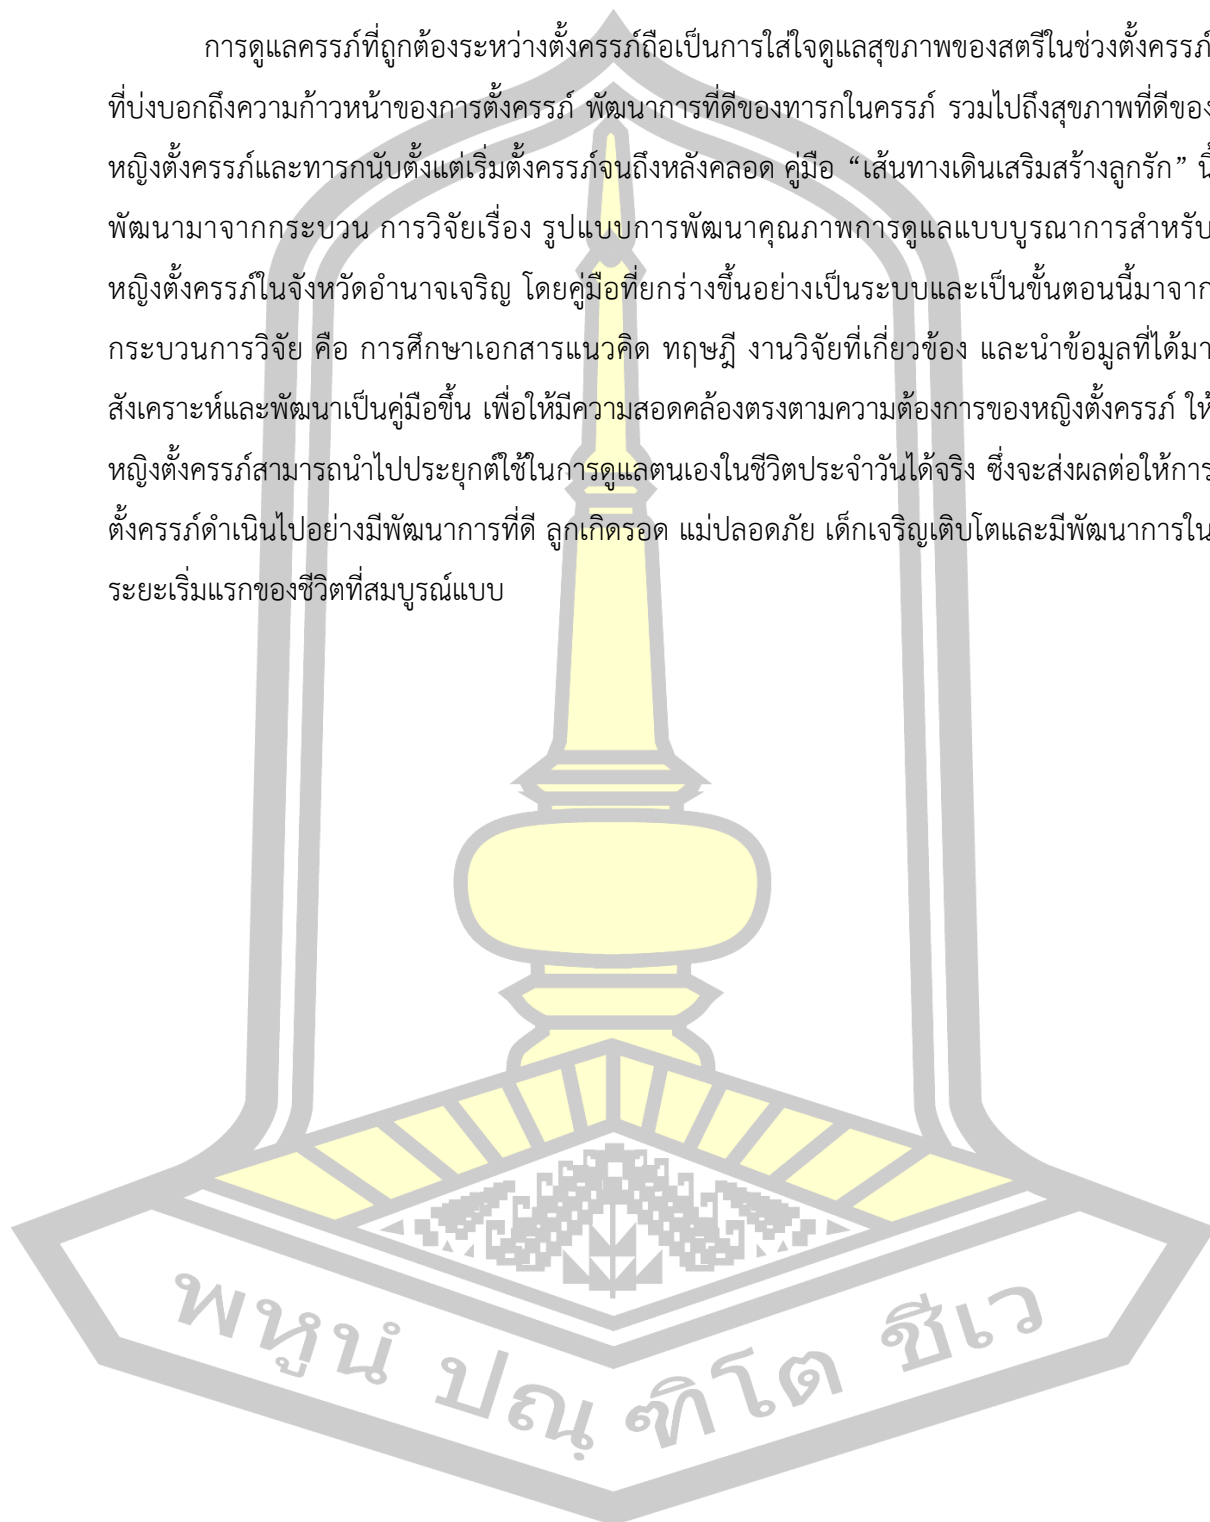 การดูแลครรภ์ที่ถูกต้องระหว่างตั้งครรภ์ถือเป็นการใส่ใจดูแลสุขภาพของสตรีในช่วงตั้งครรภ์
ที่บ่งบอกถึงความก้าวหน้าของการตั้งครรภ์ พัฒนาการที่ดีของทารกในครรภ์ รวมไปถึงสุขภาพที่ดีของ
หญิงตั้งครรภ์และทารกนับตั้งแต่เริ่มตั้งครรภ์จนถึงหลังคลอด คู่มือ “เส้นทางเดินเสริมสร้างลูกรัก” นี้
พัฒนามาจากกระบวน การวิจัยเรื่อง รูปแบบการพัฒนาคุณภาพการดูแลแบบบูรณาการสำหรับ
หญิงตั้งครรภ์ในจังหวัดอำนาจเจริญ โดยคู่มือที่ยกร่างขึ้นอย่างเป็นระบบและเป็นขั้นตอนนี้มาจาก
กระบวนการวิจัย คือ การศึกษาเอกสารแนวคิด ทฤษฎี งานวิจัยที่เกี่ยวข้อง และนำข้อมูลที่ได้มา
สังเคราะห์และพัฒนาเป็นคู่มือขึ้น เพื่อให้มีความสอดคล้องตรงตามความต้องการของหญิงตั้งครรภ์ ให้
หญิงตั้งครรภ์สามารถนำไปประยุกต์ใช้ในการดูแลตนเองในชีวิตประจำวันได้จริง ซึ่งจะส่งผลต่อให้การ
ตั้งครรภ์ดำเนินไปอย่างมีพัฒนาการที่ดี ลูกเกิดรอด แม่ปลอดภัย เด็กเจริญเติบโตและมีพัฒนาการใน
ระยะเริ่มแรกของชีวิตที่สมบูรณ์แบบ
พหูนํ ปณฺ ฑิโต ชีเว